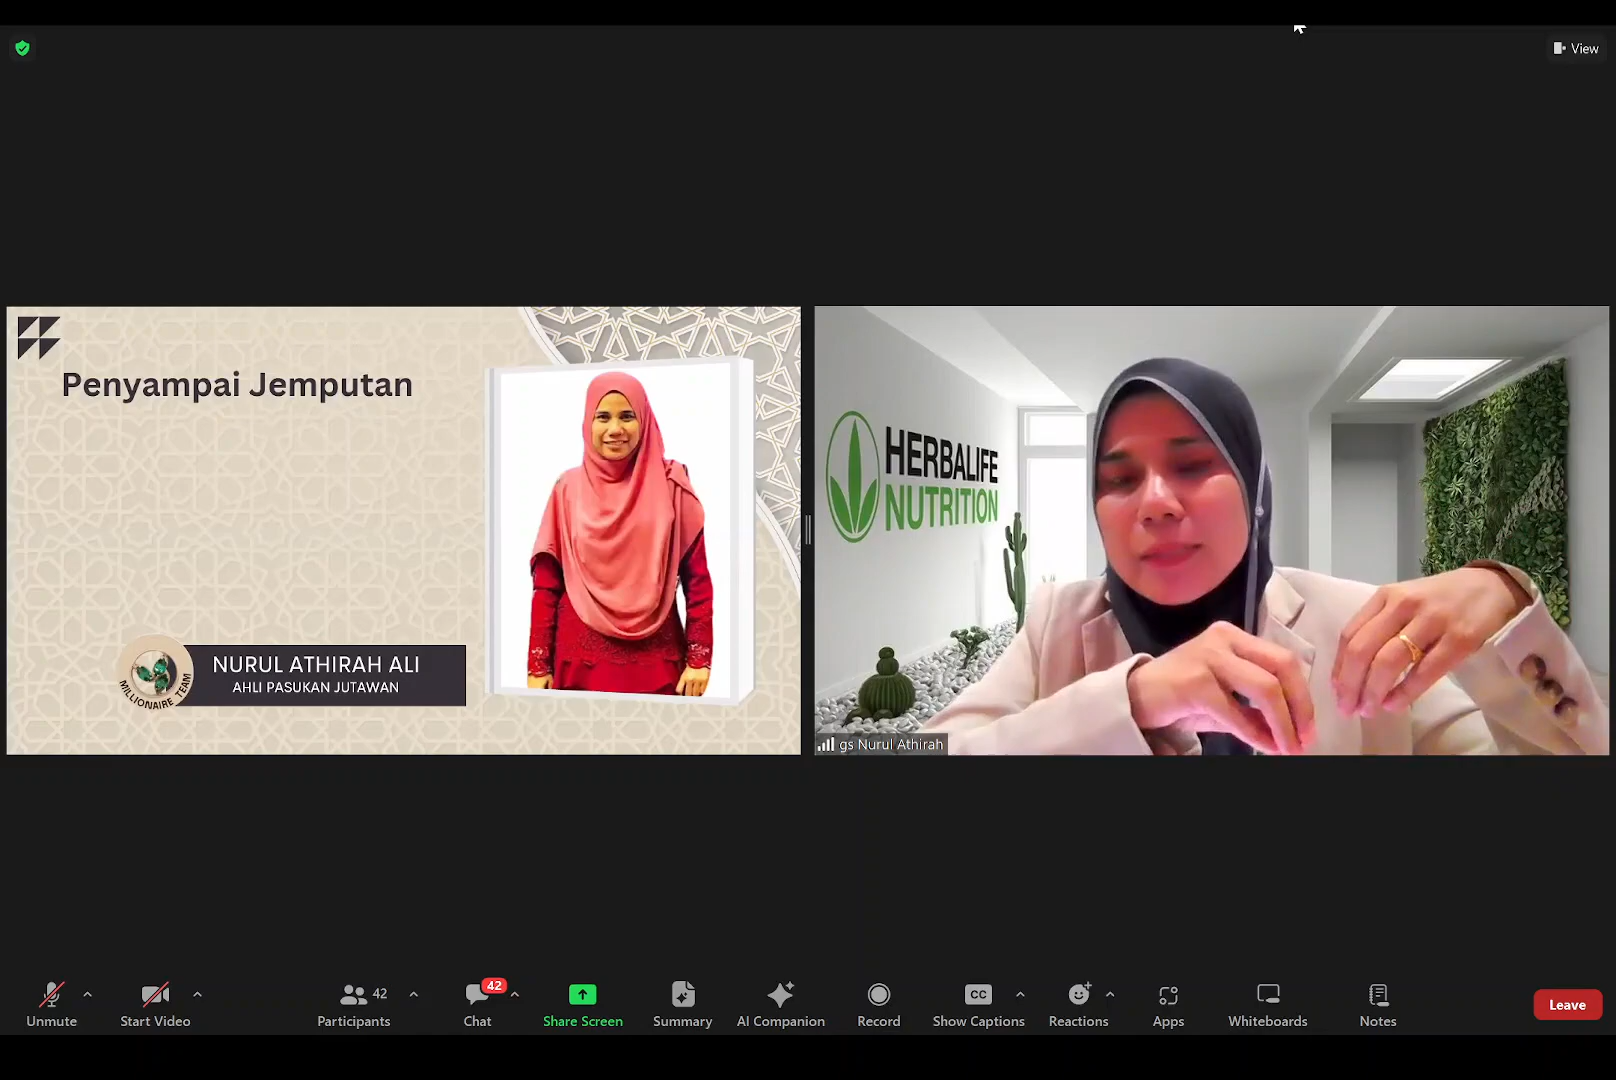 View
Penyampai Jemputan
NURUL ATHIRAH ALI
AHLI PASUKAN JUTAWAN
MILLIONAIRE TEAM
HERBALIFE
NUTRITION
gs Nurul Athirah
Unmute
Start Video
42
Participants
42
Chat
Share Screen
Summary
AI Companion
Record
CC
Show Captions
Reactions
Apps
Whiteboards
Notes
Leave